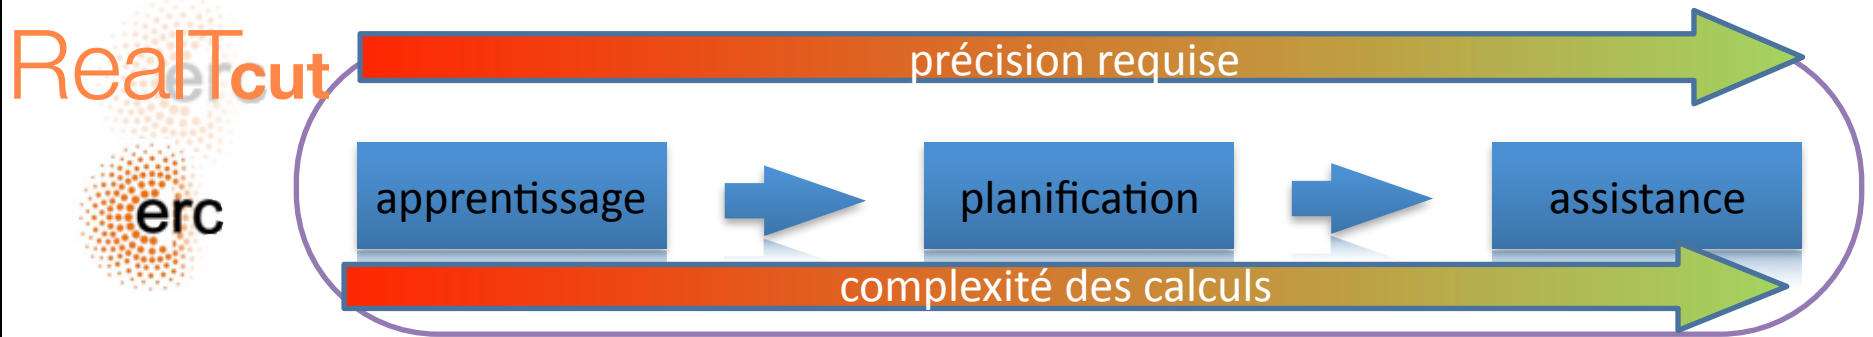 RealTcut
précision requise
erc
apprentissage
planification
assistance
complexité des calculs